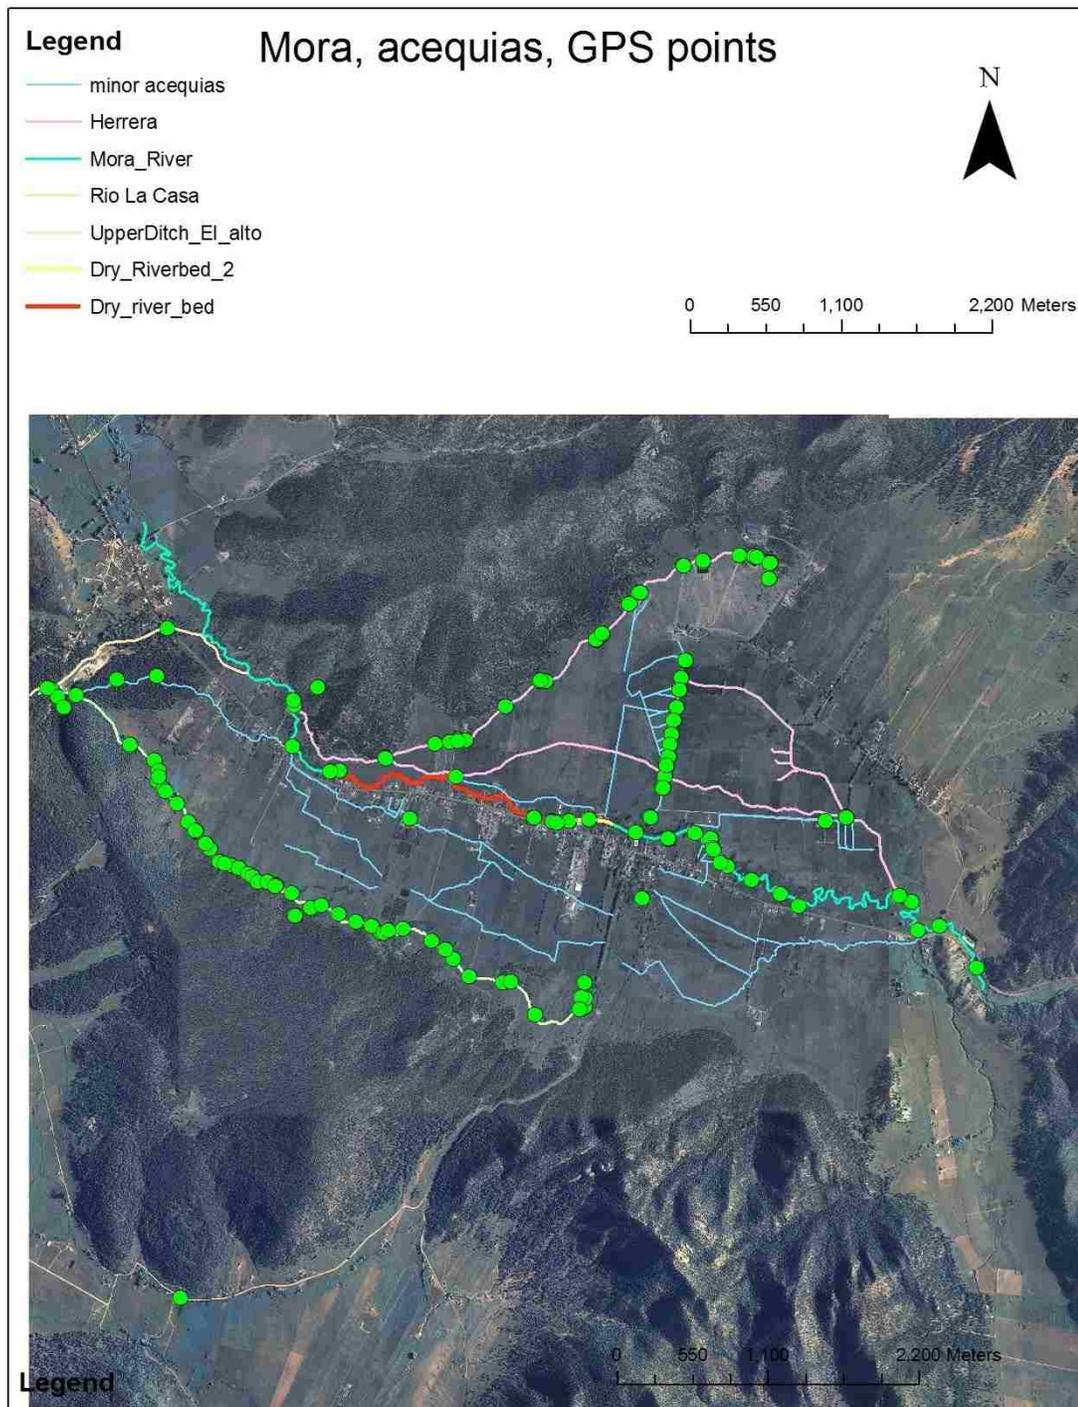 Legend
Mora, acequias, GPS points
N
minor acequias
Herrera
Mora_River
Rio La Casa
UpperDitch_El_alto
Dry_Riverbed_2
Dry_river_bed
0 550 1,100 2,200 Meters
0 550 1,100 2,200 Meters
Legend